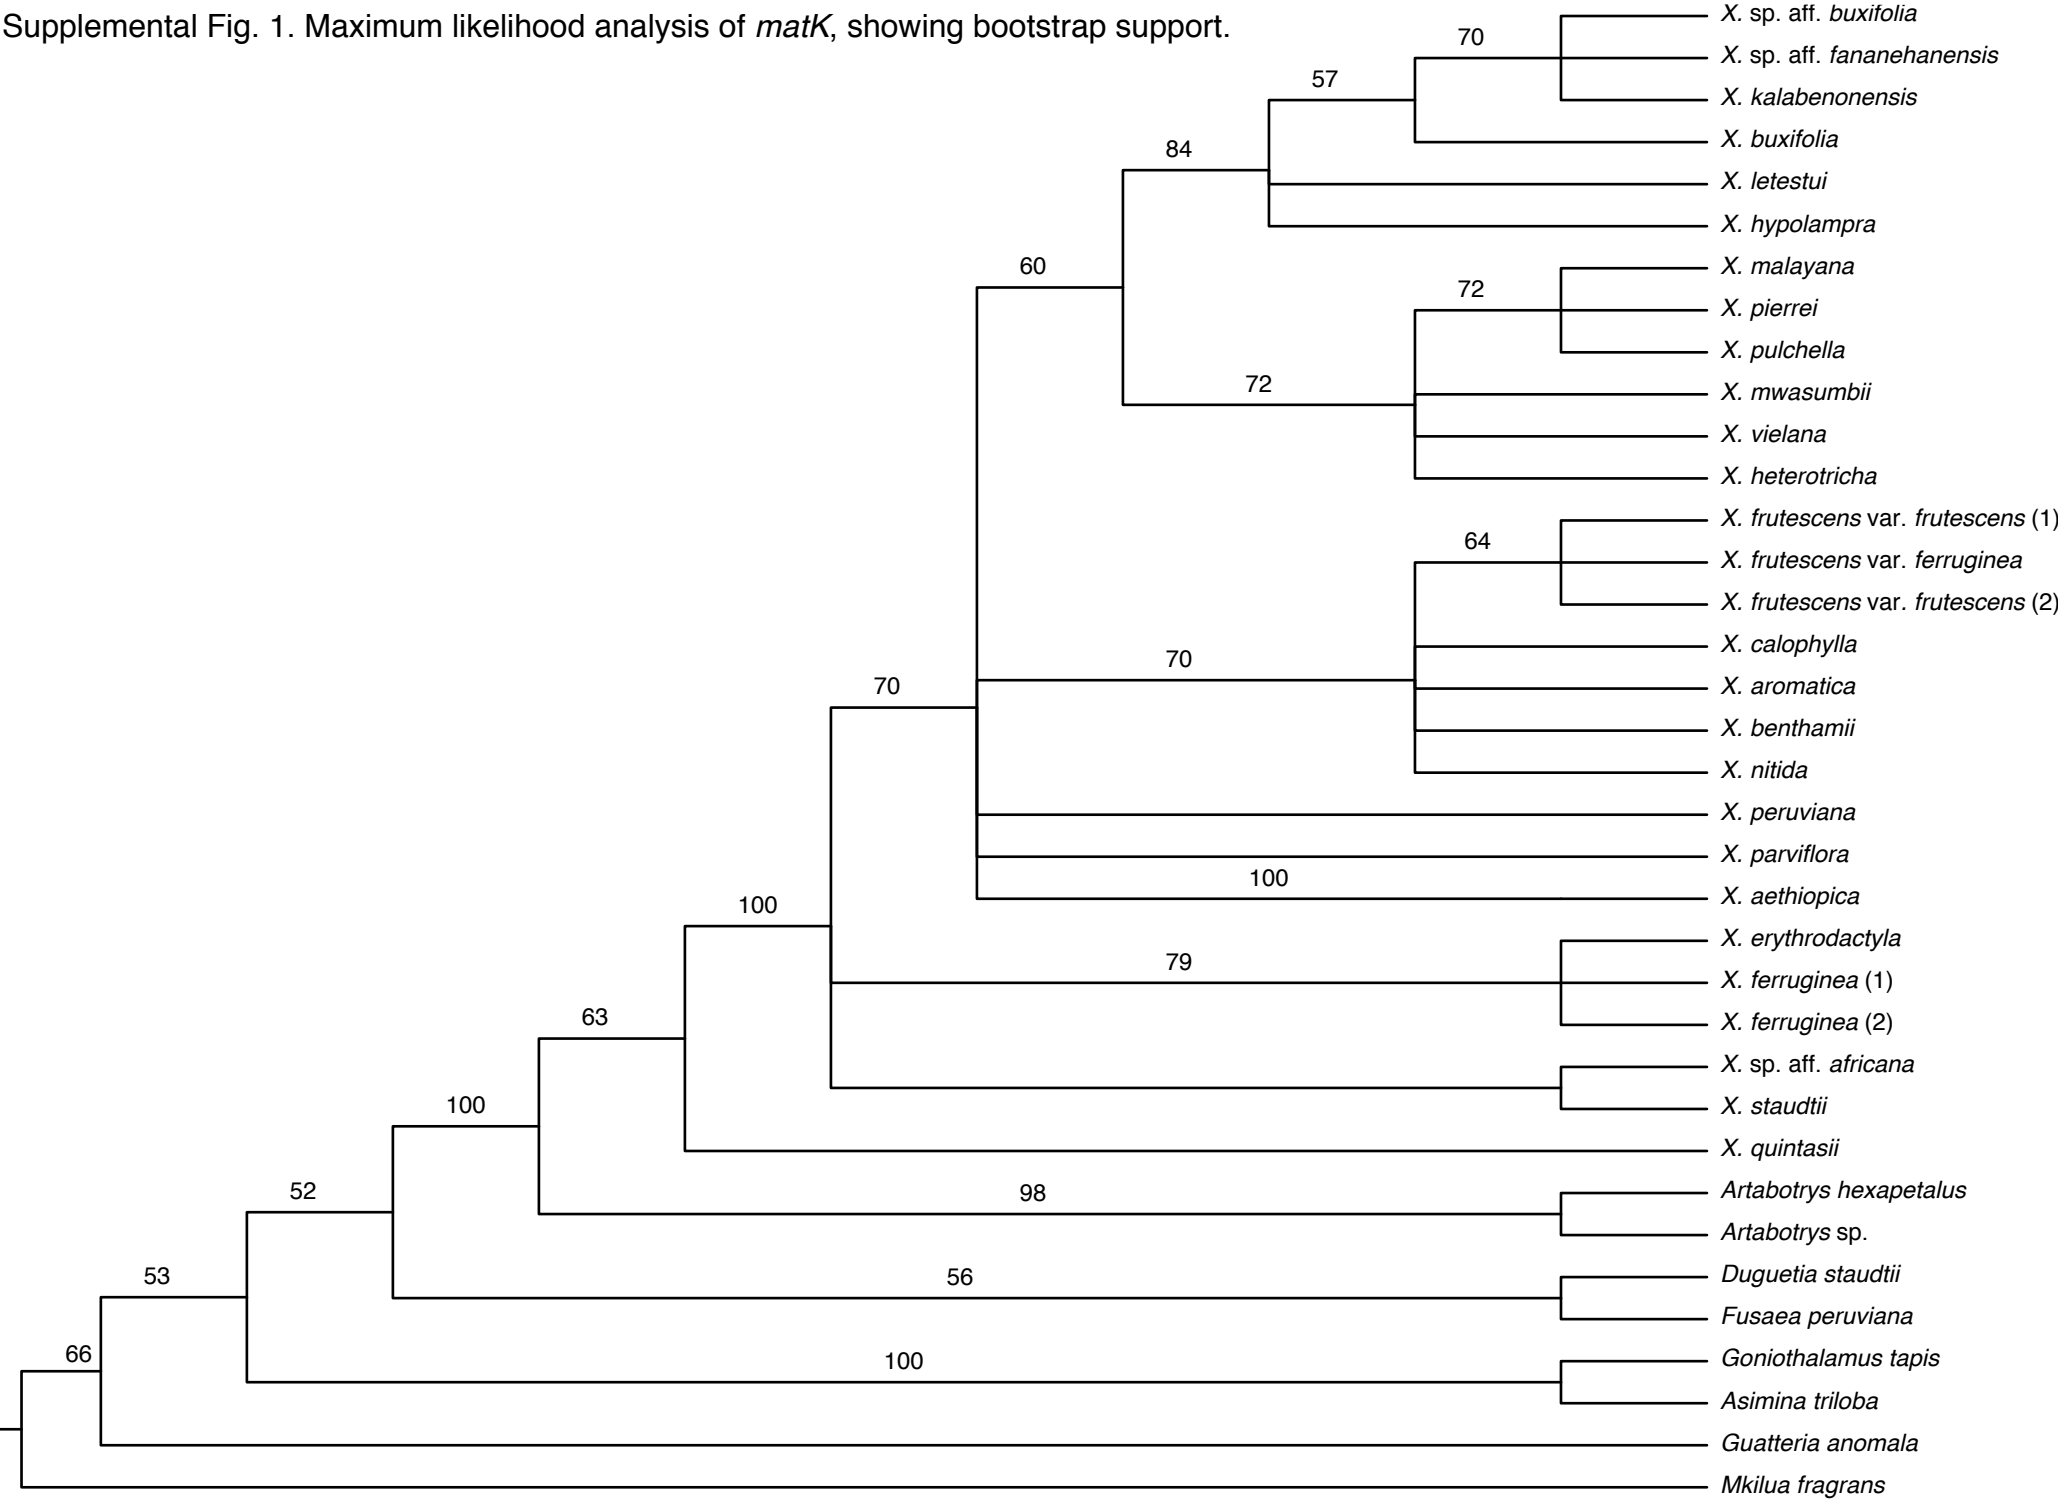 Supplemental Fig. 1. Maximum likelihood analysis of matK, showing bootstrap support.
X. sp. aff. buxifolia
70
X. sp. aff. fananehanensis
57
X. kalabenonensis
X. buxifolia
84
X. letestui
X. hypolampra
60
X. malayana
72
X. pierrei
X. pulchella
72
X. mwasumbii
X. vielana
X. heterotricha
X. frutescens var. frutescens (1)
64
X. frutescens var. ferruginea
X. frutescens var. frutescens (2)
X. calophylla
70
70
X. aromatica
X. benthamii
X. nitida
X. peruviana
X. parviflora
100
X. aethiopica
100
X. erythrodactyla
79
X. ferruginea (1)
63
X. ferruginea (2)
X. sp. aff. africana
100
X. staudtii
X. quintasii
52
98
Artabotrys hexapetalus
Artabotrys sp.
53
56
Duguetia staudtii
Fusaea peruviana
66
100
Goniothalamus tapis
Asimina triloba
Guatteria anomala
Mkilua fragrans